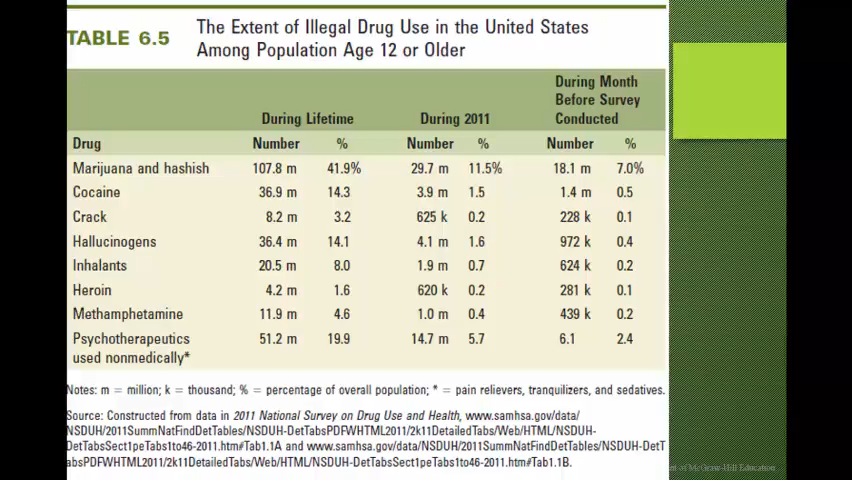 TABLE 6.5
The Extent of Illegal Drug Use in the United States
Among Population Age 12 or Older
During Lifetime During 2011 During Month Before Survey Conducted
Drug Number % Number % Number %
Marijuana and hashish 107.8 m 41.9% 29.7 m 11.5% 18.1 m 7.0%
Cocaine 36.9 m 14.3 3.9 m 1.5 1.4 m 0.5
Crack 8.2 m 3.2 625 k 0.2 228 k 0.1
Hallucinogens 36.4 m 14.1 4.1 m 1.6 972 k 0.4
Inhalants 20.5 m 8.0 1.9 m 0.7 624 k 0.2
Heroin 4.2 m 1.6 620 k 0.2 281 k 0.1
Methamphetamine 11.9 m 4.6 1.0 m 0.4 439 k 0.2
Psychotherapeutics 51.2 m 19.9 14.7 m 5.7 6.1 2.4
used nonmedically*
Notes: m = million; k = thousand; % = percentage of overall population; * = pain relievers, tranquilizers, and sedatives.
Source: Constructed from data in 2011 National Survey on Drug Use and Health, www.samhsa.gov/data/
NSDUH/2011SummNatFindDetTables/NSDUH-DetTabsPDFWHTML2011/2k11DetailedTabs/Web/HTML/NSDUH-
DetTabsSect1peTabs1to46-2011.htm#Tab1.1A and www.samhsa.gov/data/NSDUH/2011SummNatFindDetTables/NSDUH-DetT
absPDFWHTML2011/2k11DetailedTabs/Web/HTML/NSDUH-DetTabsSect1peTabs1to46-2011.htm#Tab1.1B.
of McGraw-Hill Education